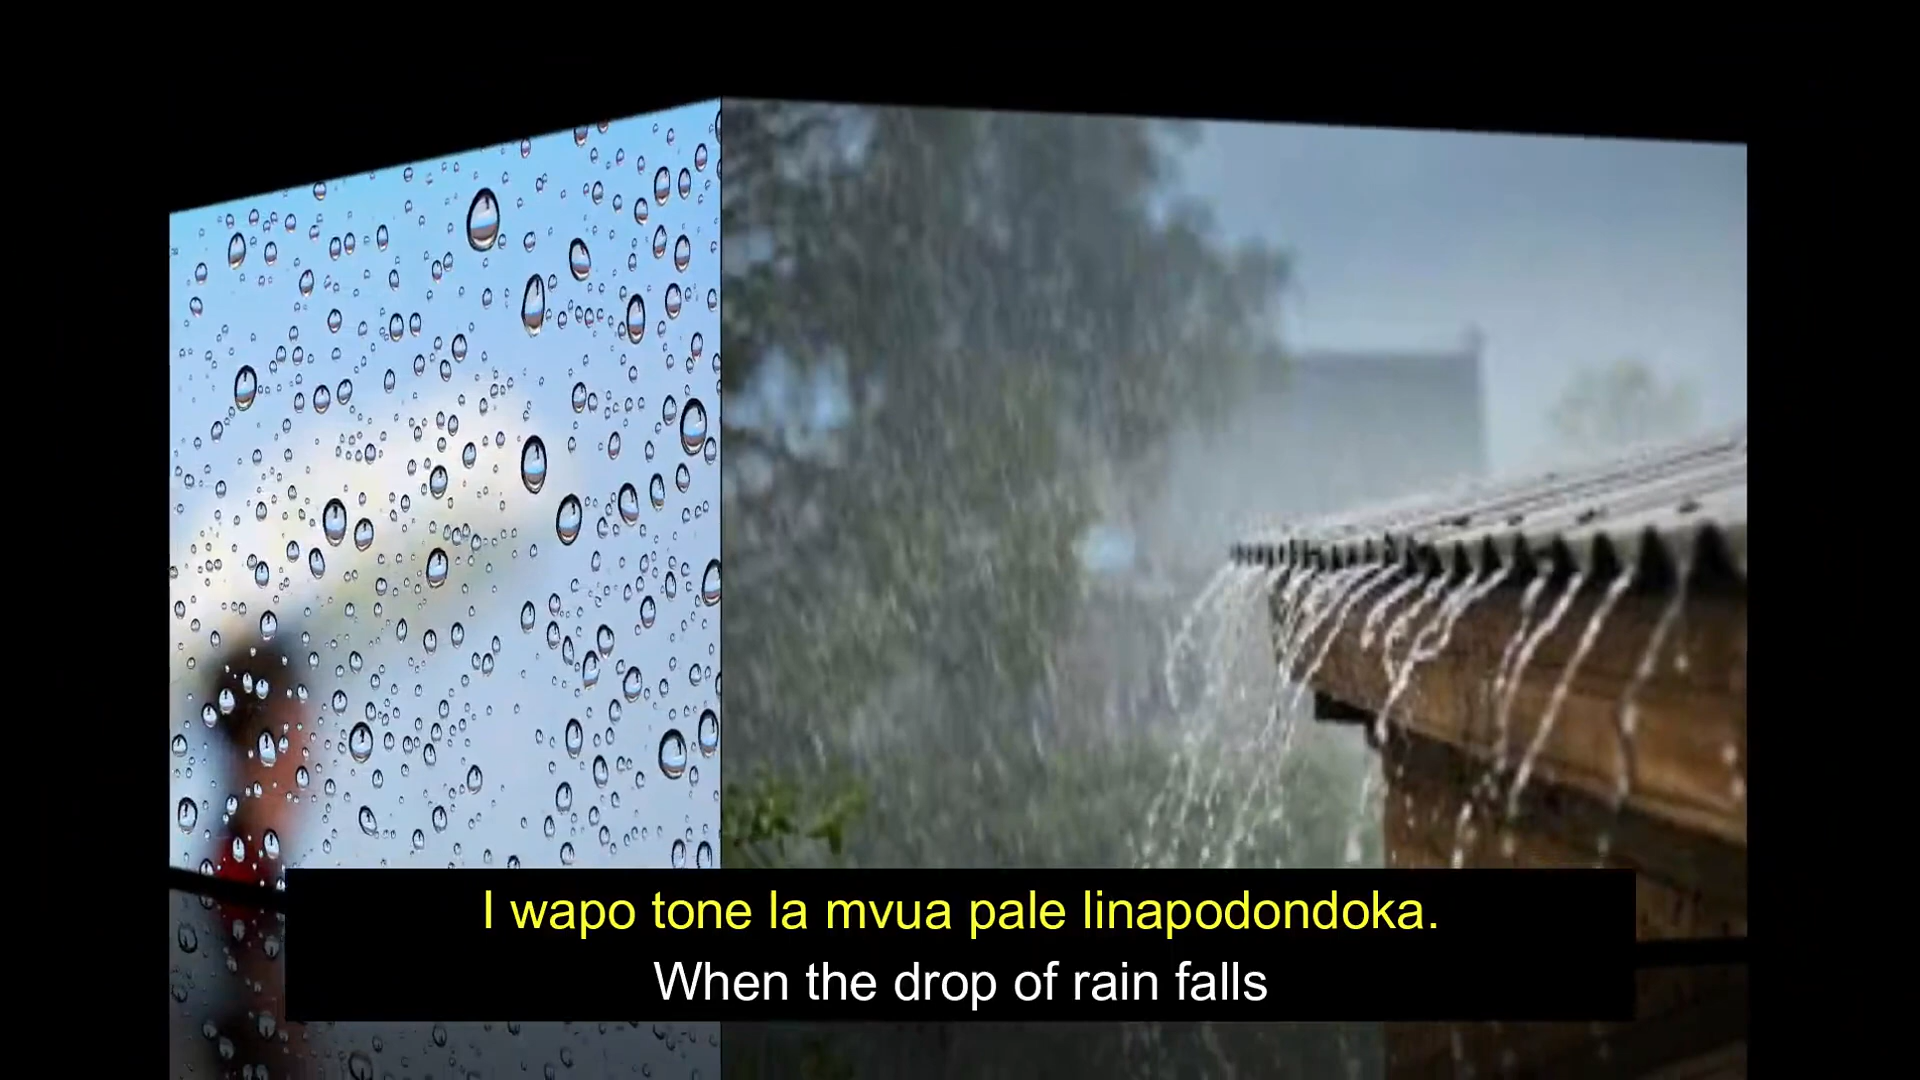 I wapo tone la mvua pale linapodondoka.
When the drop of rain falls